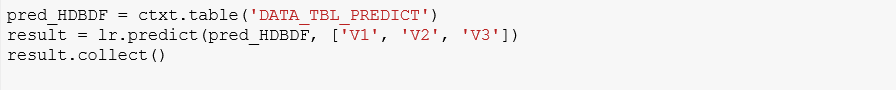 pred_HDBDF = ctxt.table('DATA_TBL_PREDICT')
result = lr.predict(pred_HDBDF, ['V1', 'V2', 'V3'])
result.collect()